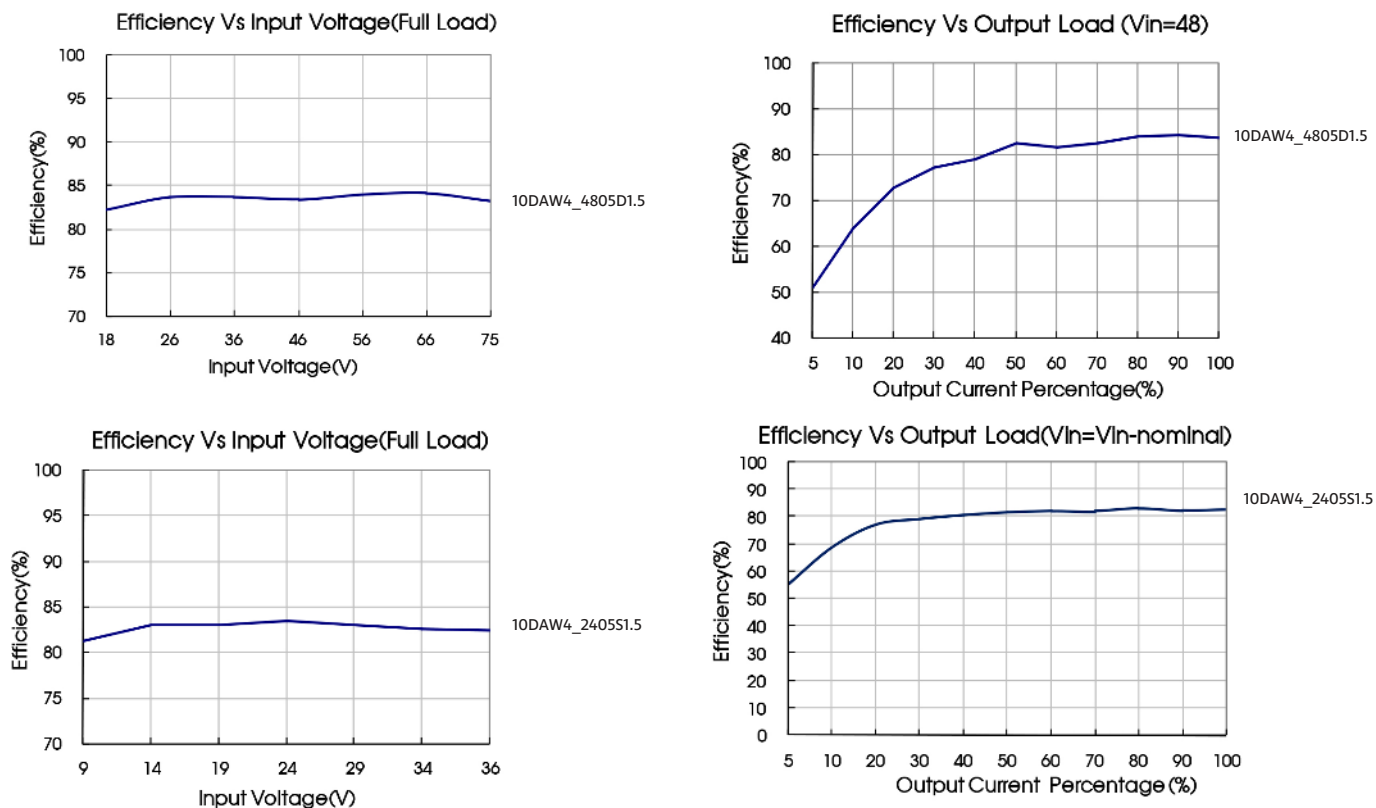 Efficiency Vs Input Voltage(Full Load)
100
95
90
85
80
75
70
Efficiency(%)
18 26 36 46 56 66 75
Input Voltage(V)
10DAW4_4805D1.5
Efficiency Vs Output Load (Vin=48)
100
90
80
70
60
50
40
Efficiency(%)
5 10 20 30 40 50 60 70 80 90 100
Output Current Percentage(%)
10DAW4_4805D1.5
Efficiency Vs Input Voltage(Full Load)
100
95
90
85
80
75
70
Efficiency(%)
9 14 19 24 29 34 36
Input Voltage(V)
10DAW4_2405S1.5
Efficiency Vs Output Load(Vin=Vin-nominal)
100
90
80
70
60
50
40
30
20
10
0
Efficiency(%)
5 10 20 30 40 50 60 70 80 90 100
Output Current Percentage (%)
10DAW4_2405S1.5